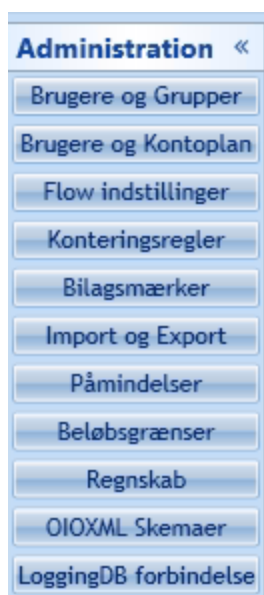 Administration «
Brugere og Grupper
Brugere og Kontoplan
Flow indstillinger
Konteringsregler
Bilagsmærker
Import og Export
Påmindelser
Beløbsgrænser
Regnskab
OIOXML Skemaer
LoggingDB forbindelse